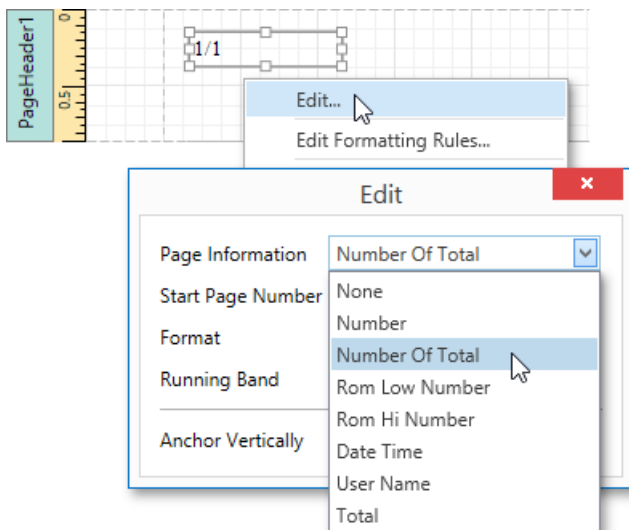 PageHeader1
0
0.5
1/1
Edit...
Edit Formatting Rules...
Edit
Page Information
Number Of Total
Start Page Number
None
Number
Format
Number Of Total
Running Band
Rom Low Number
Rom Hi Number
Anchor Vertically
Date Time
User Name
Total